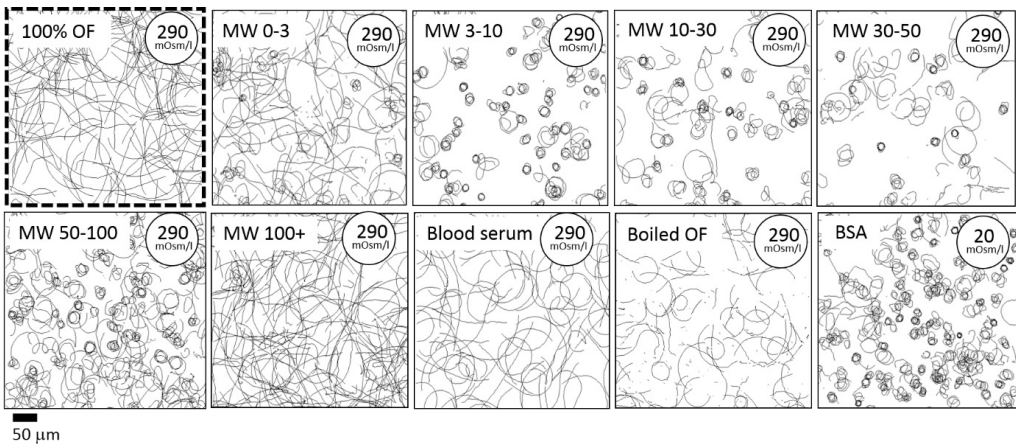 100% OF
290
mOsm/l
MW 0-3
290
mOsm/l
MW 3-10
290
mOsm/l
MW 10-30
290
mOsm/l
MW 30-50
290
mOsm/l
MW 50-100
290
mOsm/l
MW 100+
290
mOsm/l
Blood serum
290
mOsm/l
Boiled OF
290
mOsm/l
BSA
20
mOsm/l
50 μm